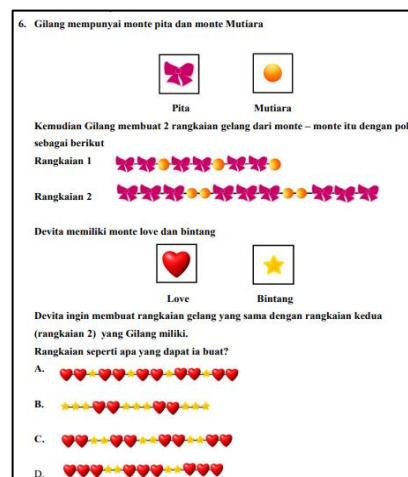 6. Gilang mempunyai monte pita dan monte Mutiara
Pita Mutiara
Kemudian Gilang membuat 2 rangkaian gelang dari monte – monte itu dengan pol
sebagai berikut
Rangkaian 1
Rangkaian 2
Devita memiliki monte love dan bintang
Love Bintang
Devita ingin membuat rangkaian gelang yang sama dengan rangkaian kedua
(rangkaian 2) yang Gilang miliki.
Rangkaian seperti apa yang dapat ia buat?
A.
B.
C.
D.